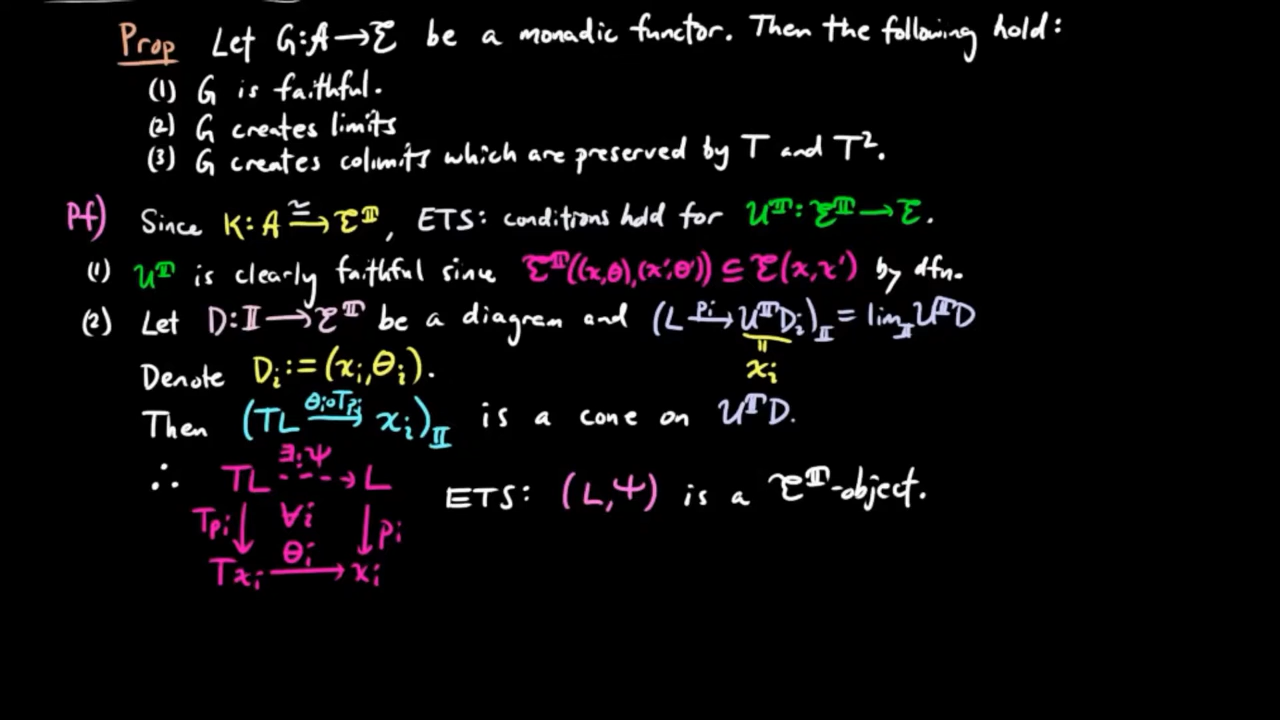 Prop Let G:A→ℰ be a monadic functor. Then the following hold:
(1) G is faithful.
(2) G creates limits
(3) G creates colimits which are preserved by T and T².
Pf) Since K:A ≃→ ℰ^𝕋, ETS: conditions hold for U^𝕋:ℰ^𝕋→ℰ.
(1) U^𝕋 is clearly faithful since ℰ^𝕋((x,θ),(x',θ')) ⊆ ℰ(x,x') by dfn.
(2) Let D:𝕀→ℰ^𝕋 be a diagram and (L –pᵢ→ U^𝕋Dᵢ)_𝕀 = lim_𝕀 U^𝕋D
Denote Dᵢ:=(xᵢ,θᵢ).
‖
xᵢ
Then (TL –θᵢ∘Tpᵢ→ xᵢ)_𝕀 is a cone on U^𝕋D.
∴ TL –∃!ψ→ L
ETS: (L,ψ) is a ℰ^𝕋-object.
Tpᵢ ↓ ∀i ↓ pᵢ
Txᵢ –θᵢ→ xᵢ